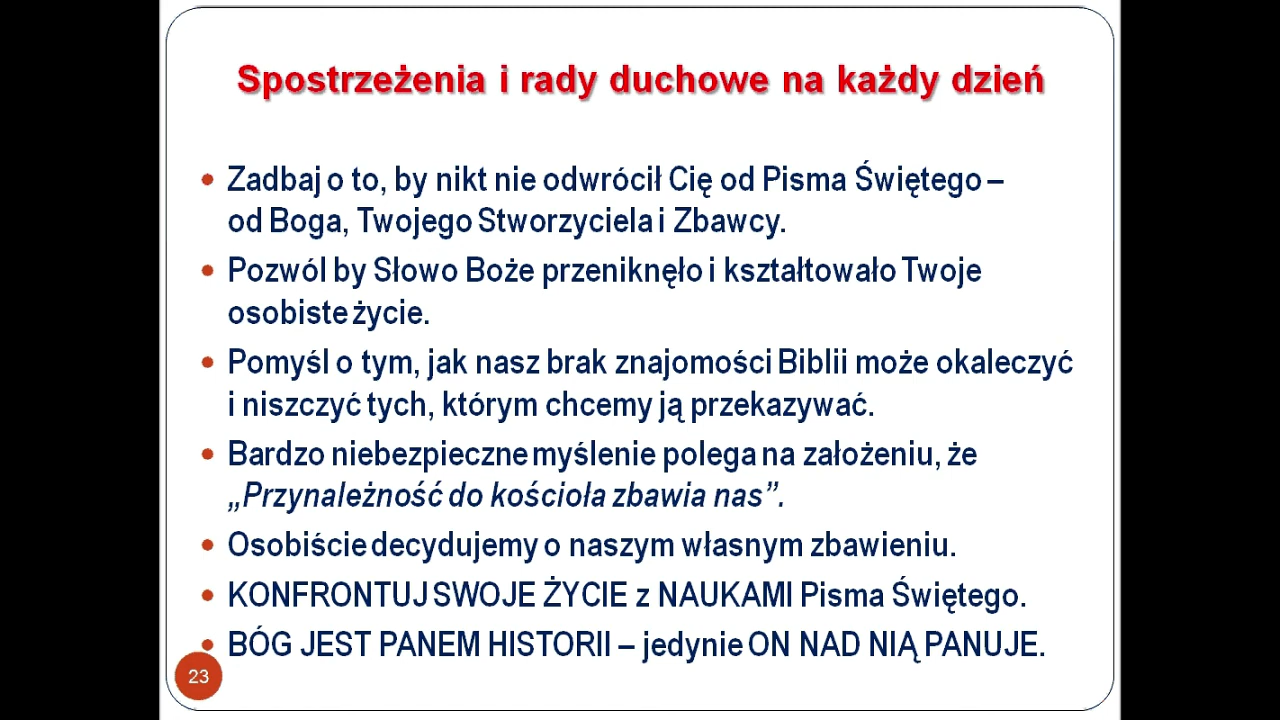 Spostrzeżenia i rady duchowe na każdy dzień
• Zadbaj o to, by nikt nie odwrócił Cię od Pisma Świętego –
od Boga, Twojego Stworzyciela i Zbawcy.
• Pozwól by Słowo Boże przeniknęło i kształtowało Twoje
osobiste życie.
• Pomyśl o tym, jak nasz brak znajomości Biblii może okaleczyć
i niszczyć tych, którym chcemy ją przekazywać.
• Bardzo niebezpieczne myślenie polega na założeniu, że
„Przynależność do kościoła zbawia nas”.
• Osobiście decydujemy o naszym własnym zbawieniu.
• KONFRONTUJ SWOJE ŻYCIE z NAUKAMI Pisma Świętego.
• BÓG JEST PANEM HISTORII – jedynie ON NAD NIĄ PANUJE.
23